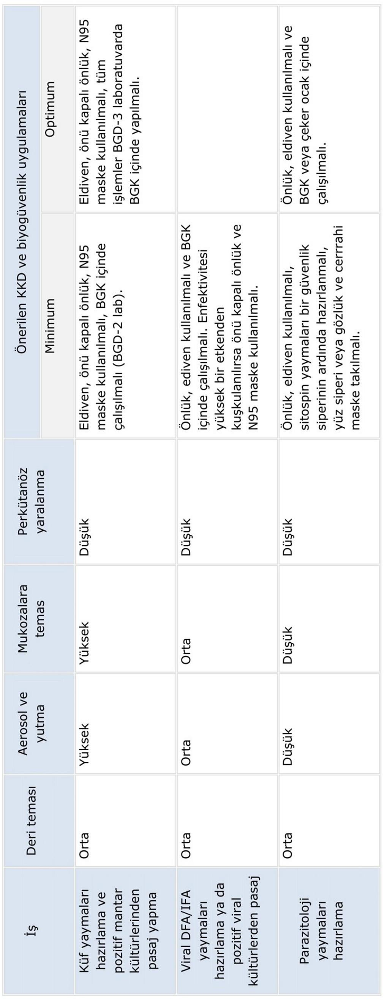 İş
Deri teması
Aerosol ve
yutma
Mukozalara
temas
Perkütanöz
yaralanma
Önerilen KKD ve biyogüvenlik uygulamaları
Minimum
Optimum
Küf yaymaları
hazırlama ve
pozitif mantar
kültürlerinden
pasaj yapma
Orta
Yüksek
Yüksek
Düşük
Eldiven, önü kapalı önlük, N95
maske kullanılmalı, BGK içinde
çalışılmalı (BGD-2 lab).
Eldiven, önü kapalı önlük, N95
maske kullanılmalı, tüm
işlemler BGD-3 laboratuvarda
BGK içinde yapılmalı.
Viral DFA/IFA
yaymaları
hazırlama ya da
pozitif viral
kültürlerden pasaj
Orta
Orta
Orta
Düşük
Önlük, ediven kullanılmalı ve BGK
içinde çalışılmalı. Enfektivitesi
yüksek bir etkenden
kuşkulanılırsa önü kapalı önlük ve
N95 maske kullanılmalı.
Parazitoloji
yaymaları
hazırlama
Orta
Düşük
Düşük
Düşük
Önlük, eldiven kullanılmalı,
sitospin yaymaları bir güvenlik
siperinin ardında hazırlanmalı,
yüz siperi veya gözlük ve cerrrahi
maske takılmalı.
Önlük, eldiven kullanılmalı ve
BGK veya çeker ocak içinde
çalışılmalı.